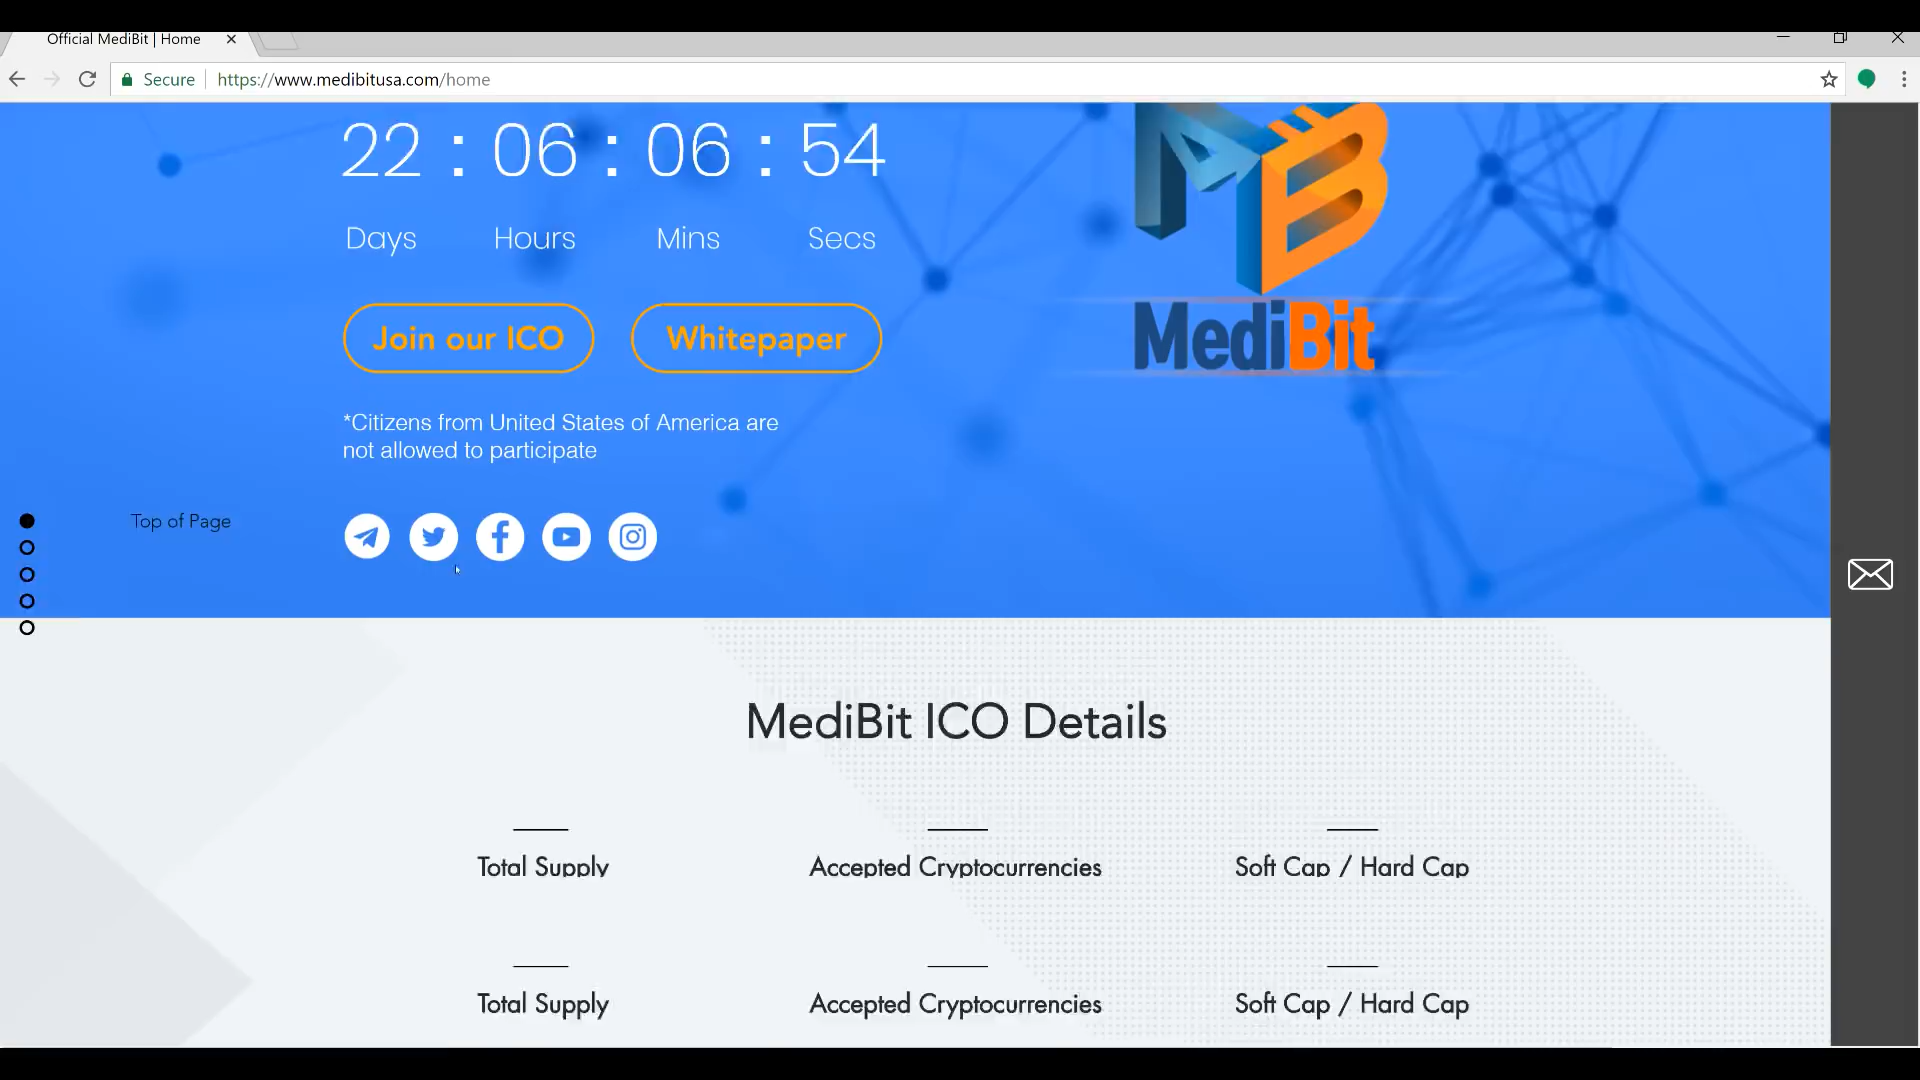 Official MediBit | Home
Secure
https://www.medibitusa.com/home
22 : 06 : 06 : 54
Days Hours Mins Secs
Join our ICO Whitepaper
MB
MediBit
*Citizens from United States of America are
not allowed to participate
Top of Page
MediBit ICO Details
Total Supply Accepted Cryptocurrencies Soft Cap / Hard Cap
Total Supply Accepted Cryptocurrencies Soft Cap / Hard Cap